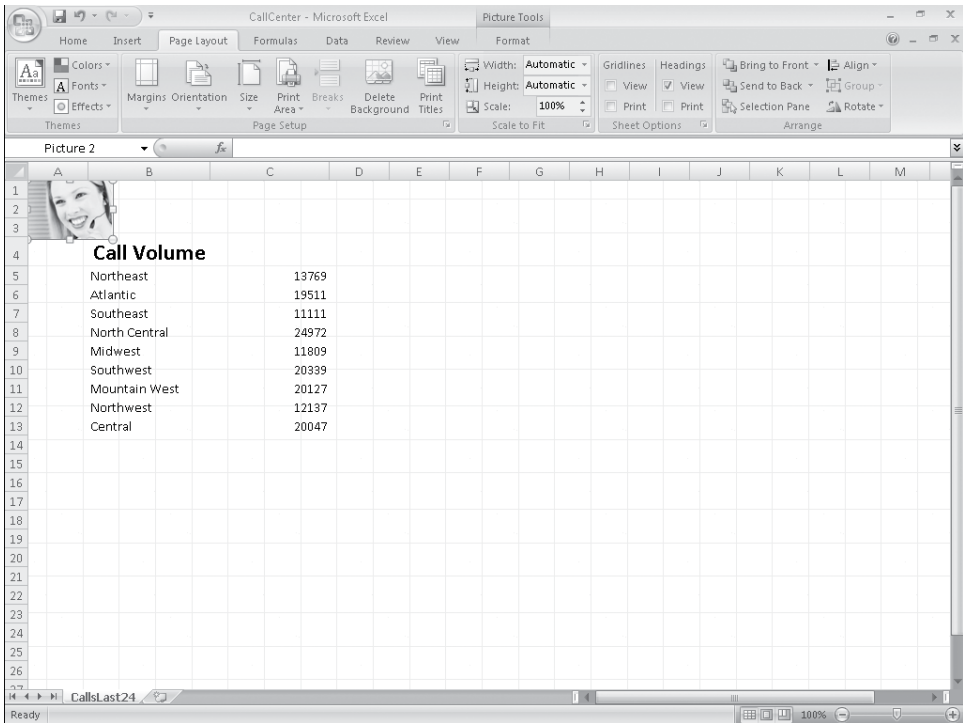 CallCenter - Microsoft Excel Picture Tools
Home Insert Page Layout Formulas Data Review View Format
Colors Width: Automatic Gridlines Headings Bring to Front Align
Aa A Fonts Height: Automatic View View Send to Back Group
Themes Margins Orientation Size Print Area Breaks Delete Background Print Titles
Effects Scale: 100% Print Print Selection Pane Rotate
Themes Page Setup Scale to Fit Sheet Options Arrange
Picture 2 fx
A B C D E F G H I J K L M
1
2
3
4 Call Volume
5 Northeast 13769
6 Atlantic 19511
7 Southeast 11111
8 North Central 24972
9 Midwest 11809
10 Southwest 20339
11 Mountain West 20127
12 Northwest 12137
13 Central 20047
14
15
16
17
18
19
20
21
22
23
24
25
26
27
CallsLast24
Ready 100%